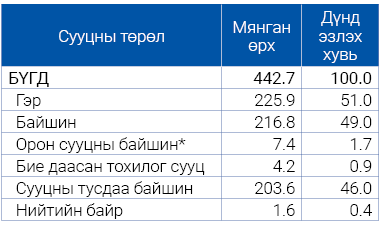 Сууцны төрөл Мянган өрх Дүнд эзлэх хувь
БҮГД 442.7 100.0
Гэр 225.9 51.0
Байшин 216.8 49.0
Орон сууцны байшин* 7.4 1.7
Бие даасан тохилог сууц 4.2 0.9
Сууцны тусдаа байшин 203.6 46.0
Нийтийн байр 1.6 0.4